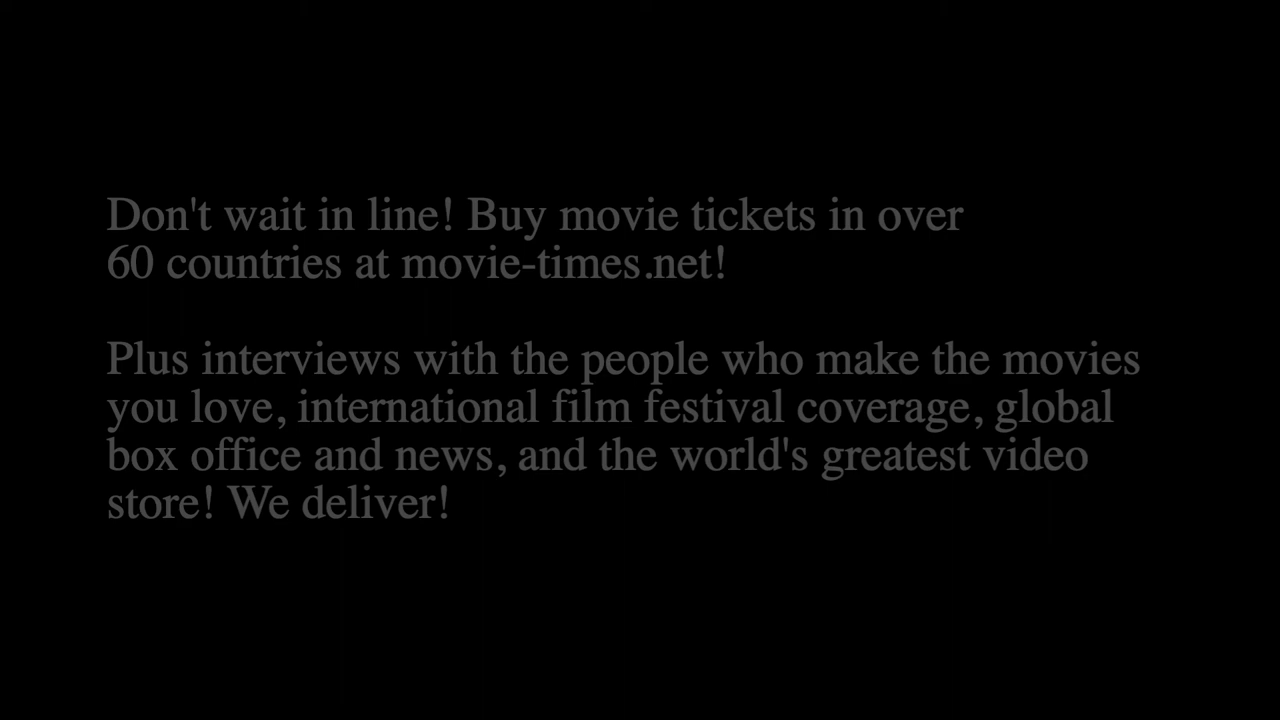 Don't wait in line! Buy movie tickets in over
60 countries at movie-times.net!
Plus interviews with the people who make the movies
you love, international film festival coverage, global
box office and news, and the world's greatest video
store! We deliver!